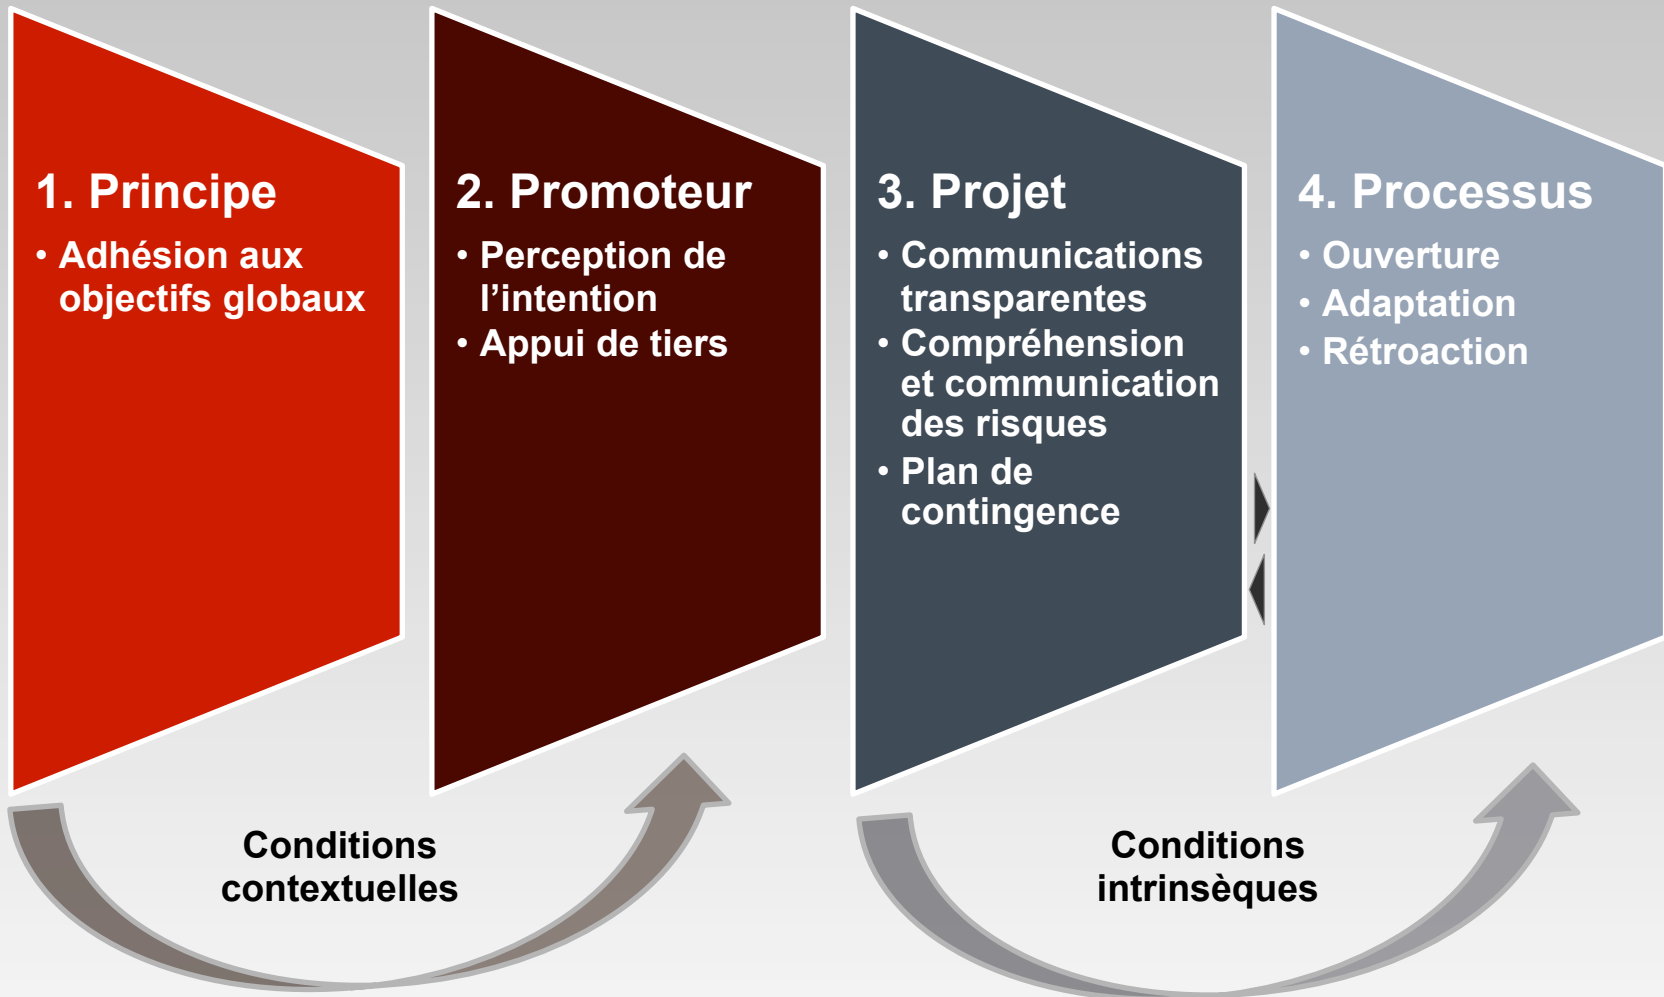 1. Principe
• Adhésion aux
objectifs globaux
2. Promoteur
• Perception de
l’intention
• Appui de tiers
3. Projet
• Communications
transparentes
• Compréhension
et communication
des risques
• Plan de
contingence
4. Processus
• Ouverture
• Adaptation
• Rétroaction
Conditions
contextuelles
Conditions
intrinsèques